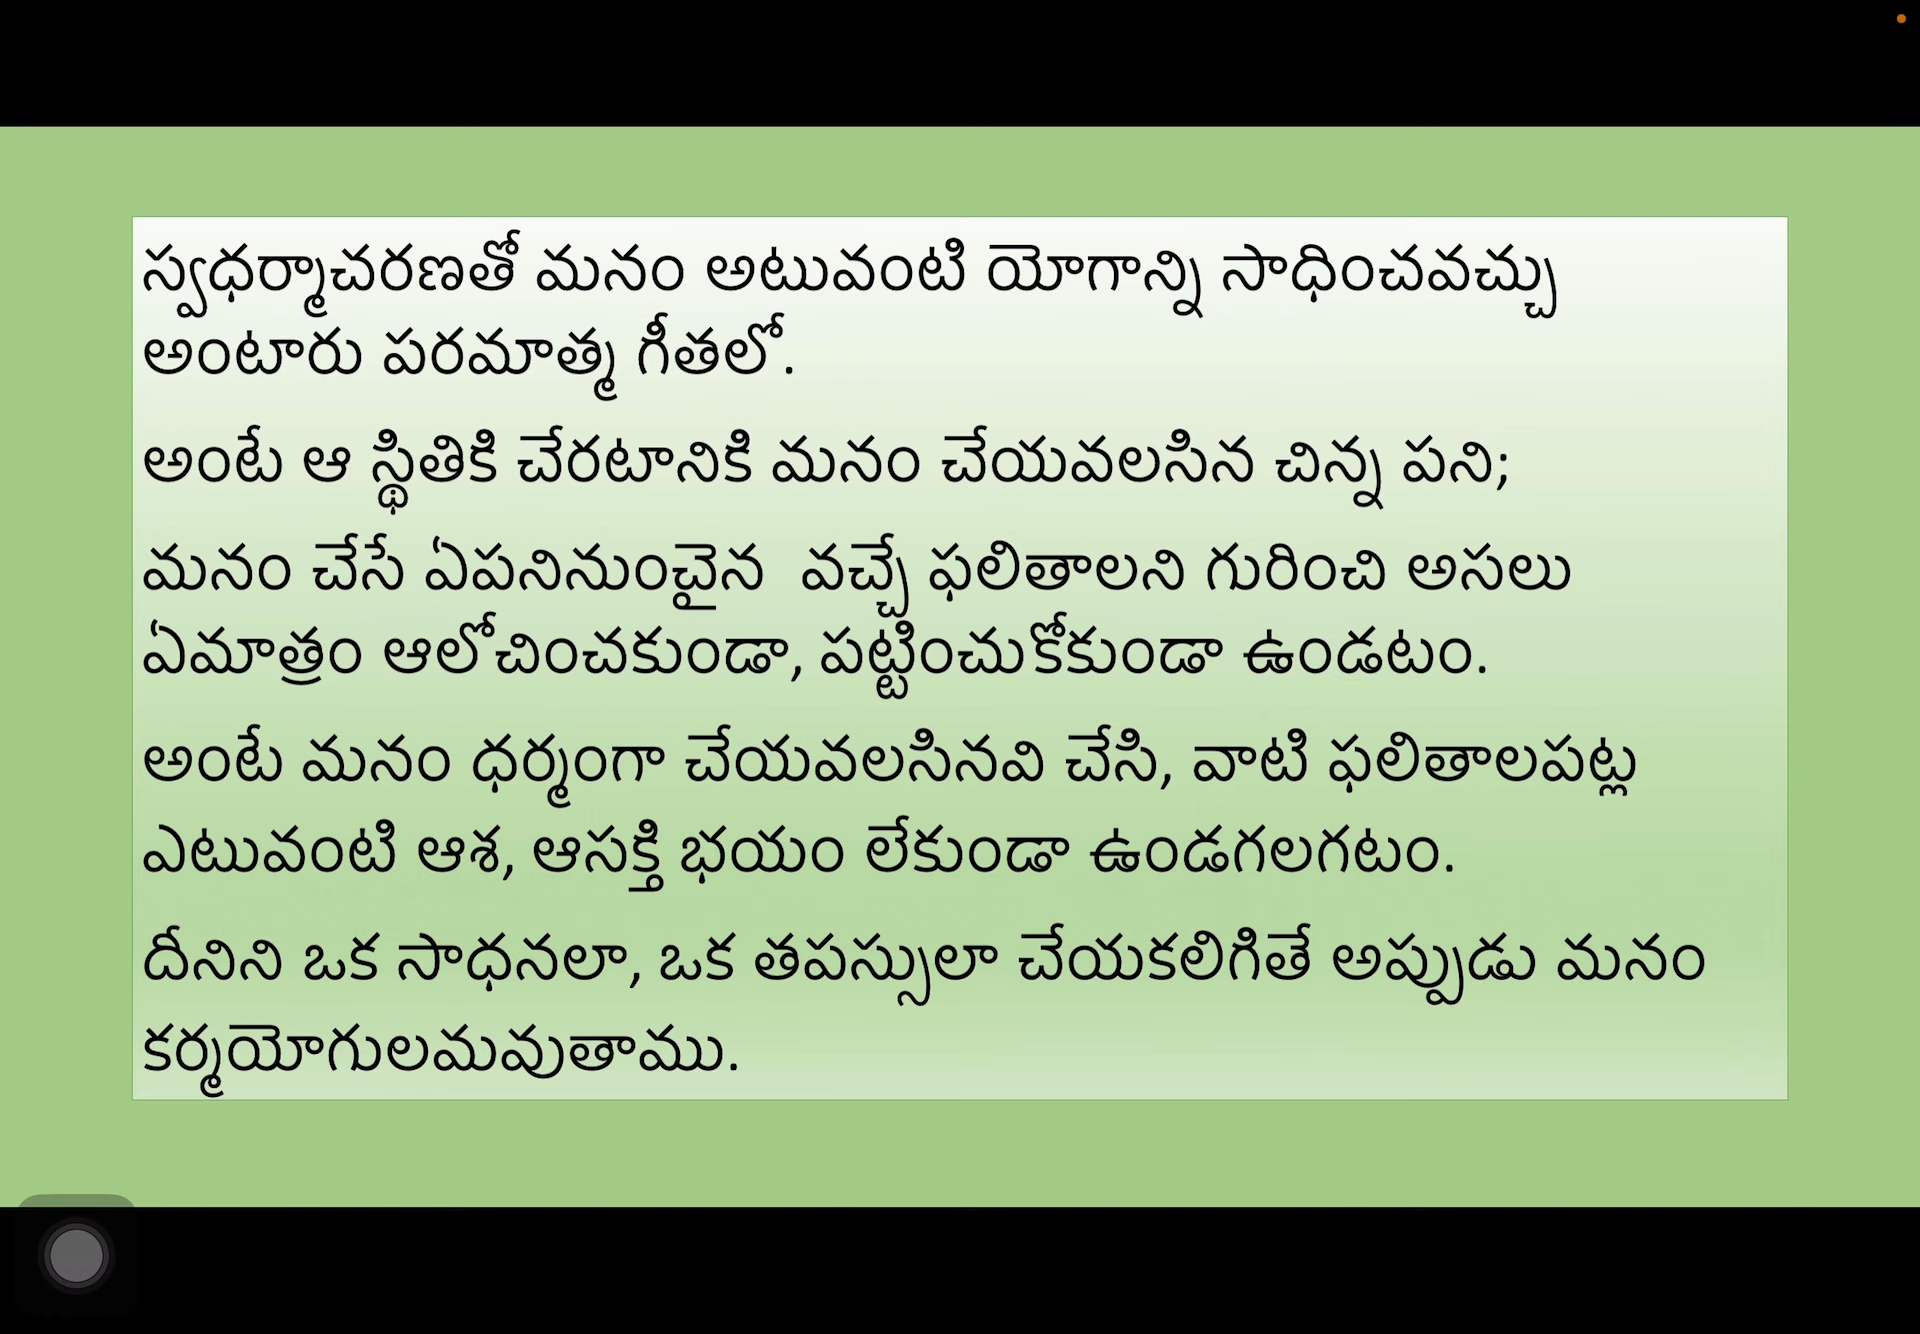 స్వధర్మాచరణతో మనం అటువంటి యోగాన్ని సాధించవచ్చు
అంటారు పరమాత్మ గీతలో.
అంటే ఆ స్థితికి చేరటానికి మనం చేయవలసిన చిన్న పని;
మనం చేసే ఏపనినుంచైన  వచ్చే ఫలితాలని గురించి అసలు
ఏమాత్రం ఆలోచించకుండా, పట్టించుకోకుండా ఉండటం.
అంటే మనం ధర్మంగా చేయవలసినవి చేసి, వాటి ఫలితాలపట్ల
ఎటువంటి ఆశ, ఆసక్తి భయం లేకుండా ఉండగలగటం.
దీనిని ఒక సాధనలా, ఒక తపస్సులా చేయకలిగితే అప్పుడు మనం
కర్మయోగులమవుతాము.